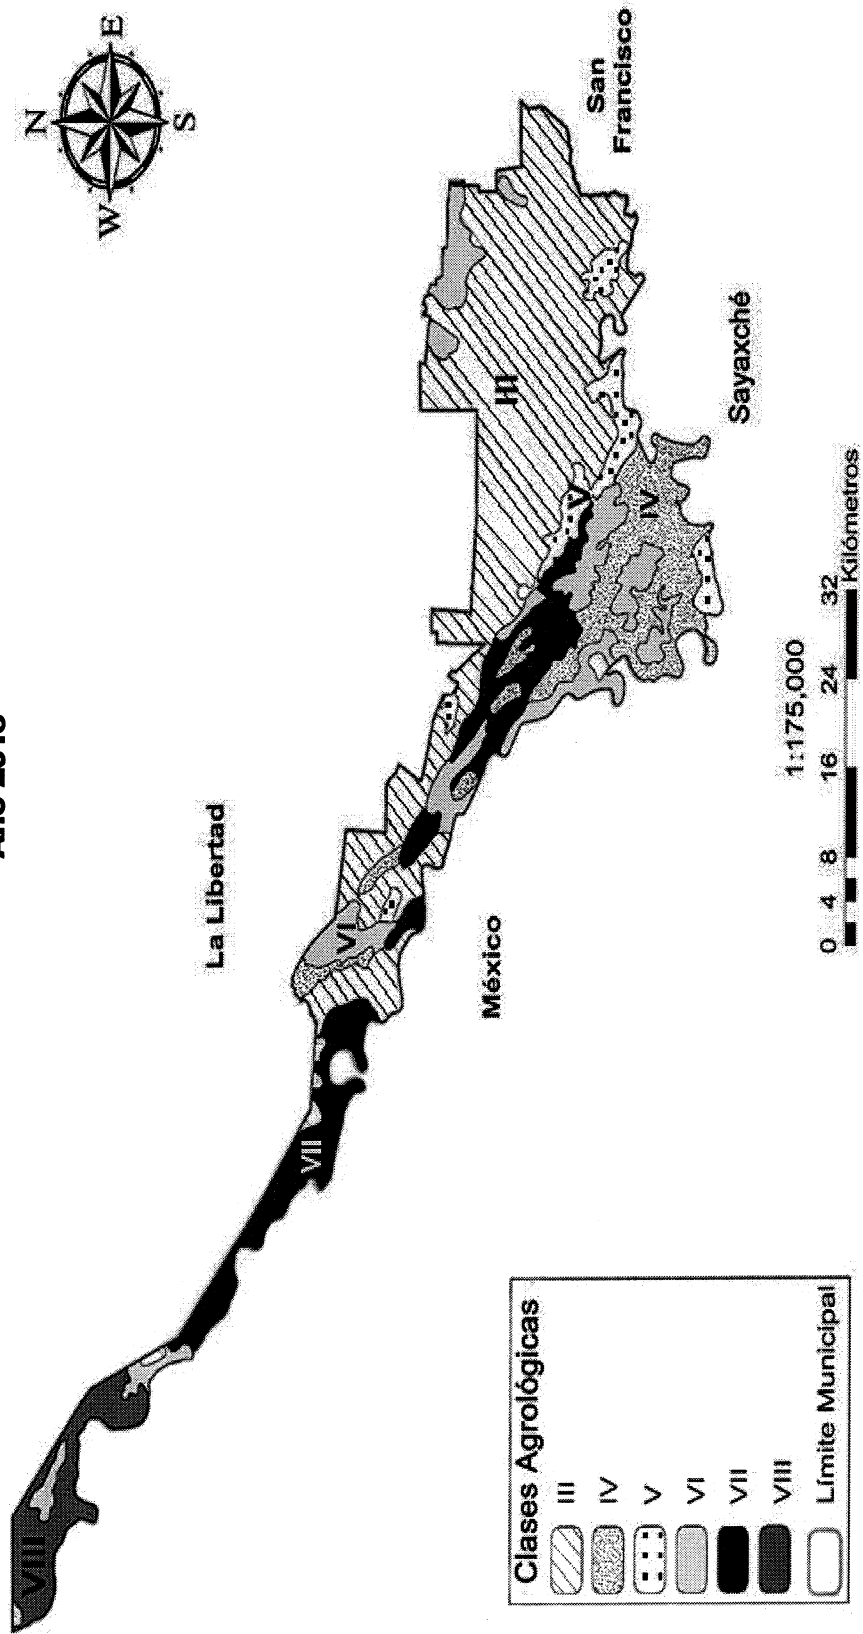 Año
N
W
E
S
La Libertad
VIII
VII
VI
México
III
V
IV
San
Francisco
Sayaxché
1:175,000
0 4 8 16 24 32
Kilómetros
Clases Agrológicas
III
IV
V
VI
VII
VIII
Límite Municipal